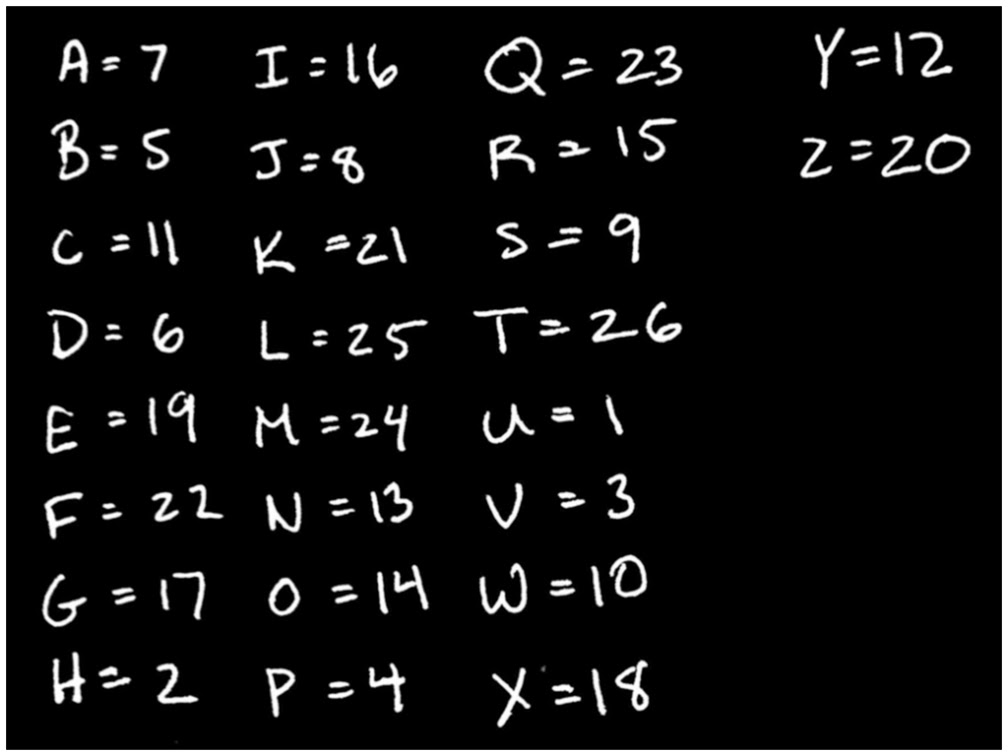 A = 7 I = 16 Q = 23 Y = 12
B = 5 J = 8 R = 15 Z = 20
C = 11 K = 21 S = 9
D = 6 L = 25 T = 26
E = 19 M = 24 U = 1
F = 22 N = 13 V = 3
G = 17 O = 14 W = 10
H = 2 P = 4 X = 18